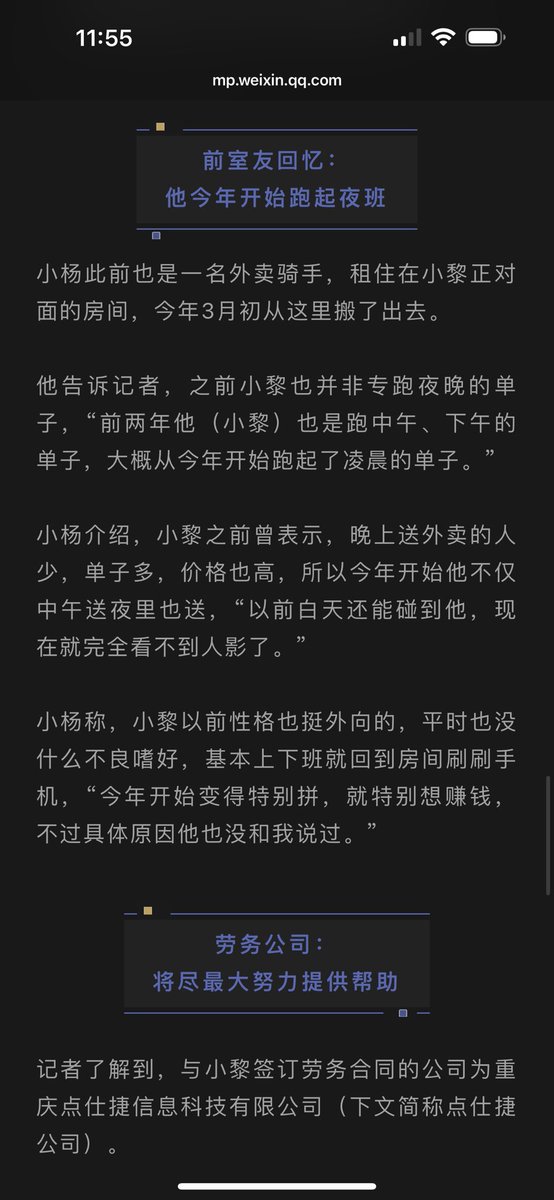 11:55
mp.weixin.qq.com
前室友回忆：
他今年开始跑起夜班
小杨此前也是一名外卖骑手，租住在小黎正对
面的房间，今年3月初从这里搬了出去。
他告诉记者，之前小黎也并非专跑夜晚的单
子，“前两年他（小黎）也是跑中午、下午的
单子，大概从今年开始跑起了凌晨的单子。”
小杨介绍，小黎之前曾表示，晚上送外卖的人
少，单子多，价格也高，所以今年开始他不仅
中午送夜里也送，“以前白天还能碰到他，现
在就完全看不到人影了。”
小杨称，小黎以前性格也挺外向的，平时也没
什么不良嗜好，基本上下班就回到房间刷刷手
机，“今年开始变得特别拼，就特别想赚钱，
不过具体原因他也没和我说过。”
劳务公司：
将尽最大努力提供帮助
记者了解到，与小黎签订劳务合同的公司为重
庆点仕捷信息科技有限公司（下文简称点仕捷
公司）。